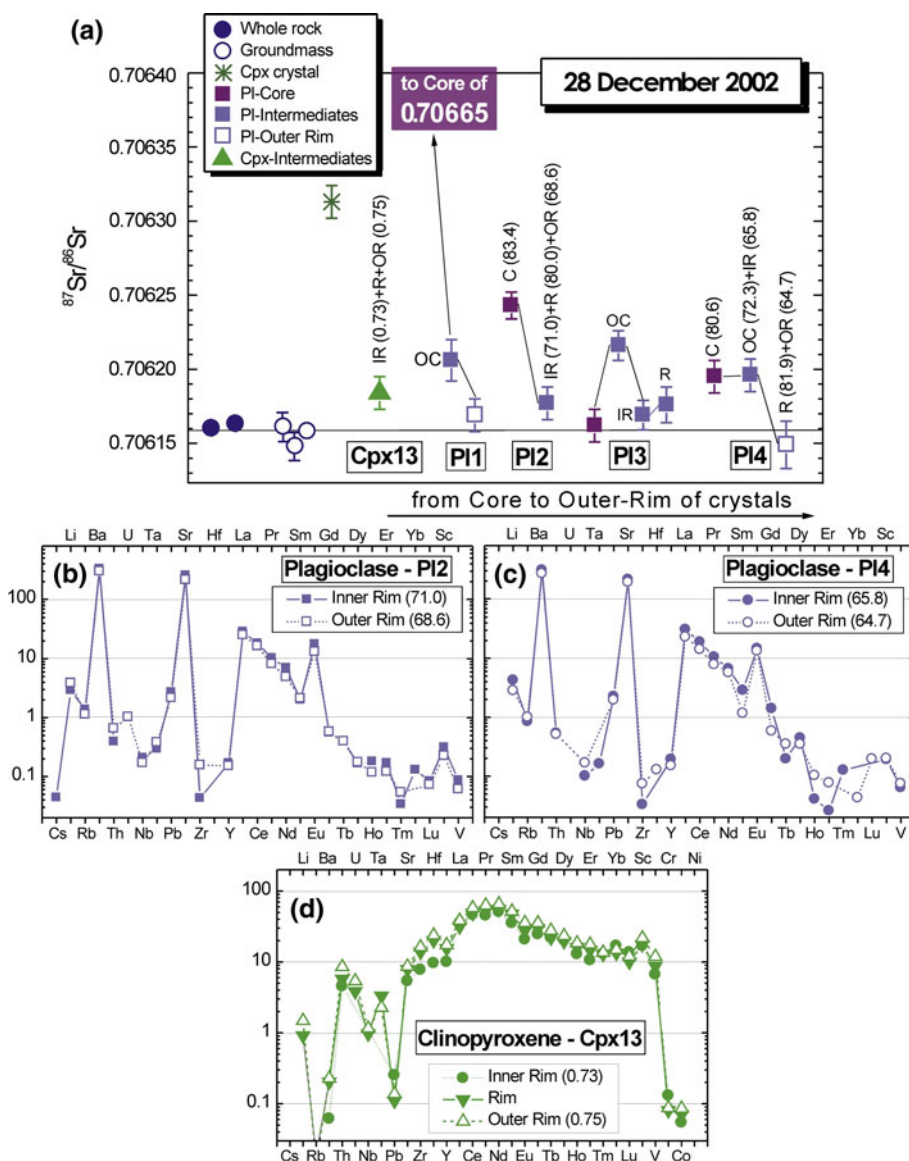 (a)
Whole rock
Groundmass
Cpx crystal
Pl-Core
Pl-Intermediates
Pl-Outer Rim
Cpx-Intermediates
to Core of
0.70665
28 December 2002
0.70640
0.70635
0.70630
0.70625
0.70620
0.70615
87Sr/86Sr
IR (0.73)+R+OR (0.75)
OC
C (83.4)
IR (71.0)+R (80.0)+OR (68.6)
OC
IR
R
C (80.6)
OC (72.3)+IR (65.8)
R (81.9)+OR (64.7)
Cpx13
Pl1
Pl2
Pl3
Pl4
from Core to Outer-Rim of crystals
Li Ba U Ta Sr Hf La Pr Sm Gd Dy Er Yb Sc
(b)
Plagioclase - Pl2
Inner Rim (71.0)
Outer Rim (68.6)
100
10
1
0.1
Cs Rb Th Nb Pb Zr Y Ce Nd Eu Tb Ho Tm Lu V
Li Ba U Ta Sr Hf La Pr Sm Gd Dy Er Yb Sc
(c)
Plagioclase - Pl4
Inner Rim (65.8)
Outer Rim (64.7)
Cs Rb Th Nb Pb Zr Y Ce Nd Eu Tb Ho Tm Lu V
Li Ba U Ta Sr Hf La Pr Sm Gd Dy Er Yb Sc Cr Ni
(d)
100
10
1
0.1
Clinopyroxene - Cpx13
Inner Rim (0.73)
Rim
Outer Rim (0.75)
Cs Rb Th Nb Pb Zr Y Ce Nd Eu Tb Ho Tm Lu V Co